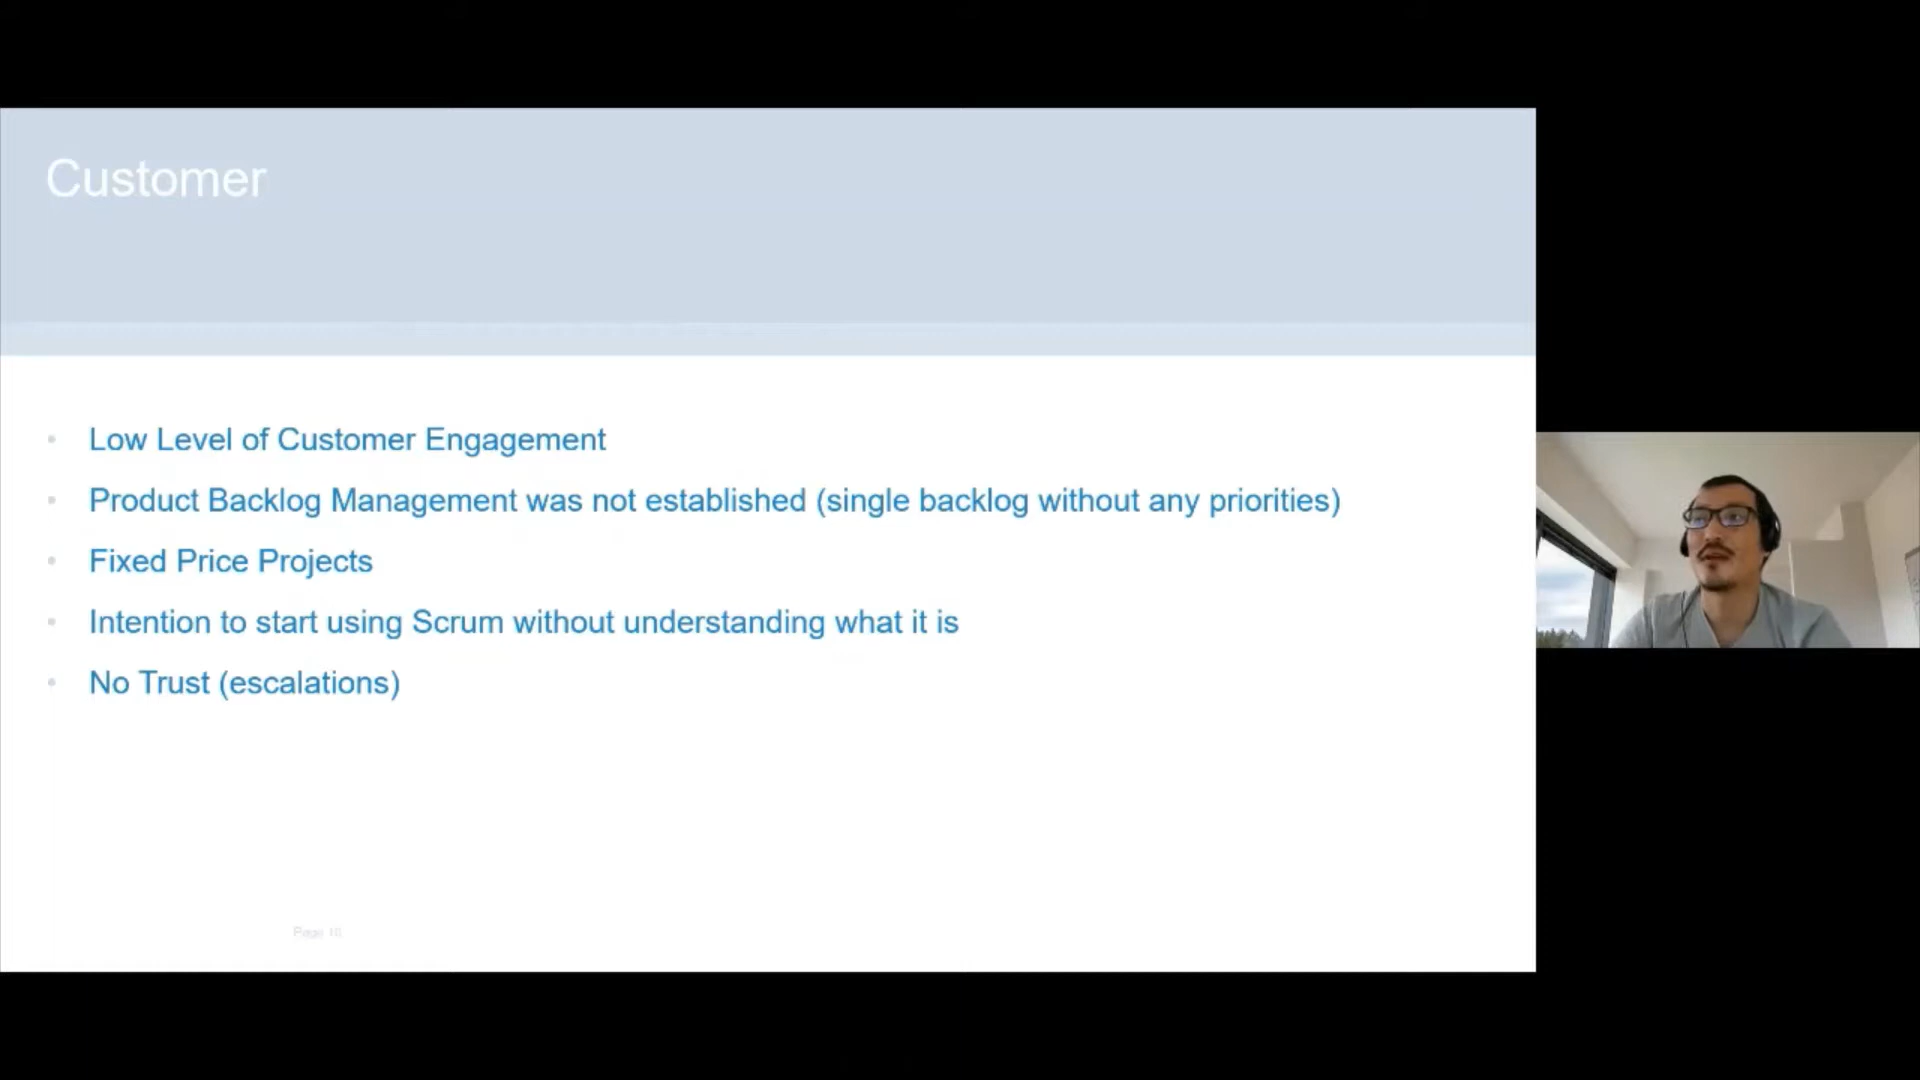 Customer
Low Level of Customer Engagement
Product Backlog Management was not established (single backlog without any priorities)
Fixed Price Projects
Intention to start using Scrum without understanding what it is
No Trust (escalations)
Page